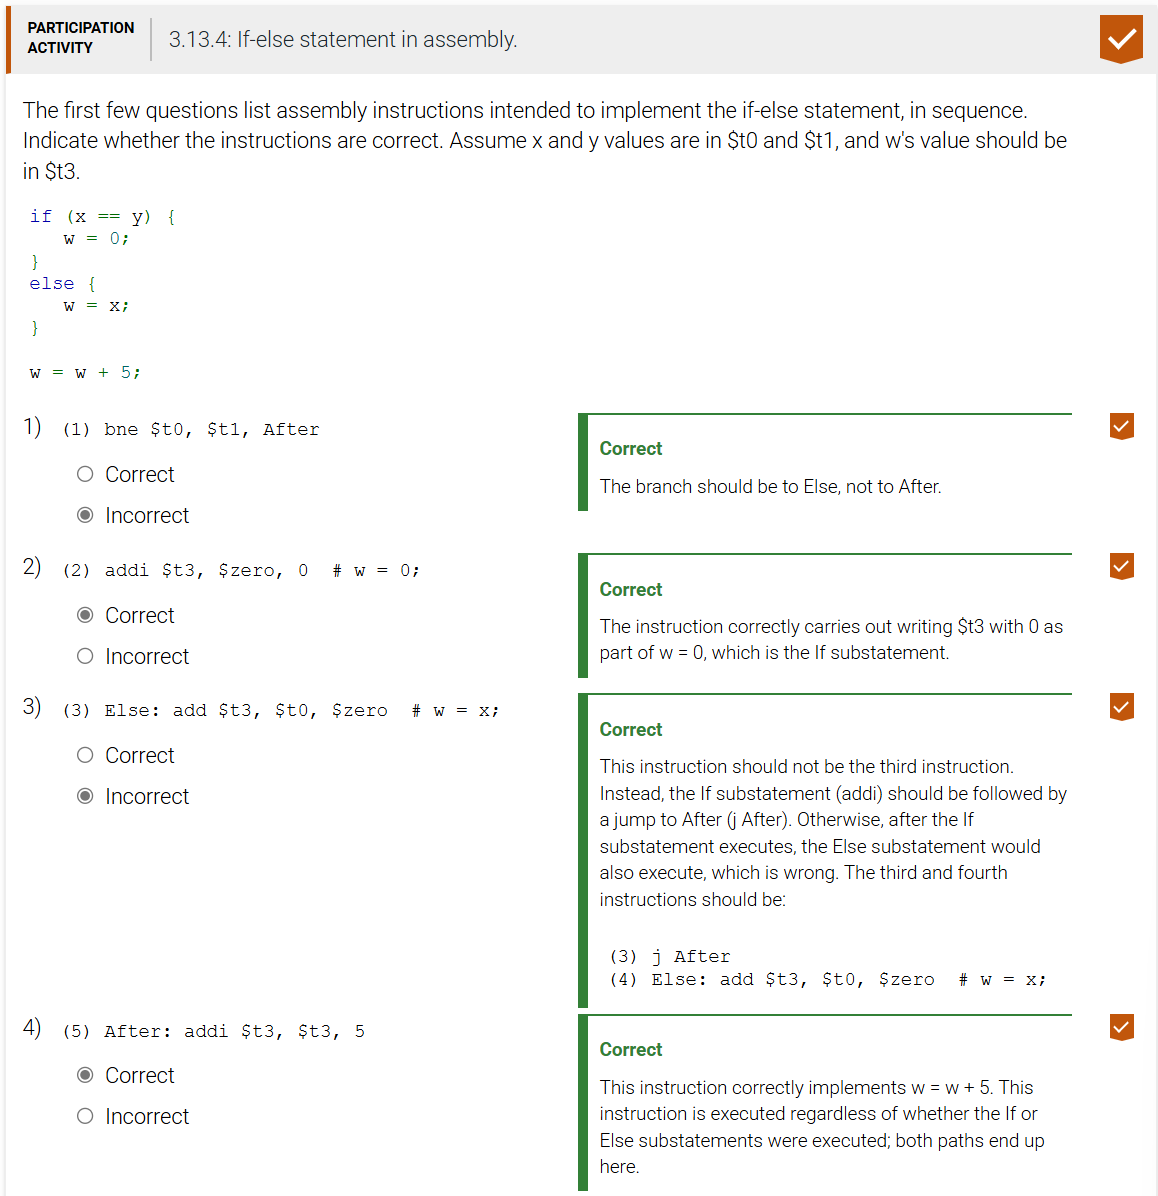 PARTICIPATION
ACTIVITY
3.13.4: If-else statement in assembly.
The first few questions list assembly instructions intended to implement the if-else statement, in sequence.
Indicate whether the instructions are correct. Assume x and y values are in $t0 and $t1, and w's value should be
in $t3.
if (x == y) {
   w = 0;
}
else {
   w = x;
}
w = w + 5;
1) (1) bne $t0, $t1, After
Correct
Incorrect
Correct
The branch should be to Else, not to After.
2) (2) addi $t3, $zero, 0  # w = 0;
Correct
Incorrect
Correct
The instruction correctly carries out writing $t3 with 0 as
part of w = 0, which is the If substatement.
3) (3) Else: add $t3, $t0, $zero  # w = x;
Correct
Incorrect
Correct
This instruction should not be the third instruction.
Instead, the If substatement (addi) should be followed by
a jump to After (j After). Otherwise, after the If
substatement executes, the Else substatement would
also execute, which is wrong. The third and fourth
instructions should be:
(3) j After
(4) Else: add $t3, $t0, $zero  # w = x;
4) (5) After: addi $t3, $t3, 5
Correct
Incorrect
Correct
This instruction correctly implements w = w + 5. This
instruction is executed regardless of whether the If or
Else substatements were executed; both paths end up
here.